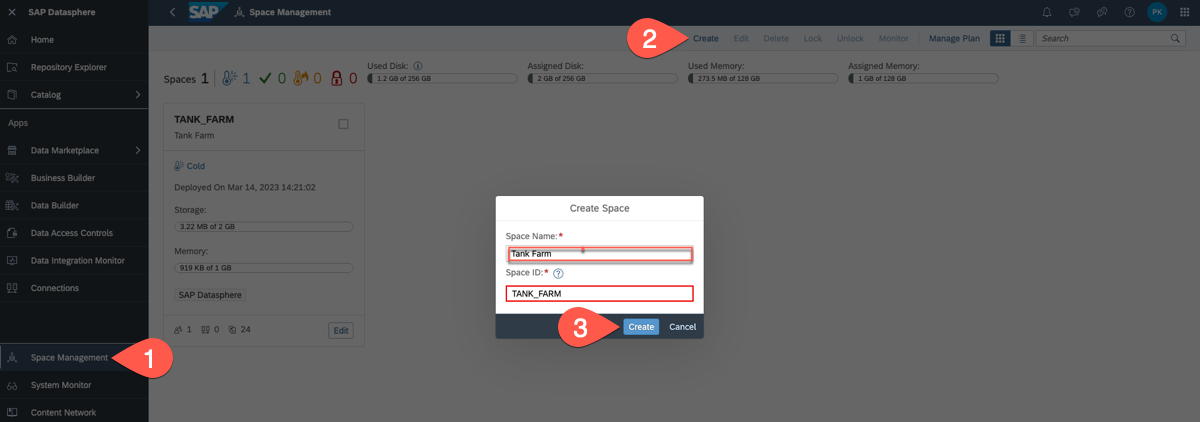 SAP Datasphere
Home
Repository Explorer
Catalog
Apps
Data Marketplace
Business Builder
Data Builder
Data Access Controls
Data Integration Monitor
Connections
Space Management
System Monitor
Content Network
1
SAP Space Management
PK
2
Create Edit Delete Lock Unlock Monitor Manage Plan Search
Spaces 1 1 0 0 0
Used Disk:
1.2 GB of 256 GB
Assigned Disk:
2 GB of 256 GB
Used Memory:
273.5 MB of 128 GB
Assigned Memory:
1 GB of 128 GB
TANK_FARM
Tank Farm
Cold
Deployed On Mar 14, 2023 14:21:02
Storage:
3.22 MB of 2 GB
Memory:
919 KB of 1 GB
SAP Datasphere
1 0 24 Edit
Create Space
Space Name:*
Tank Farm
Space ID:* ?
TANK_FARM
3
Create Cancel